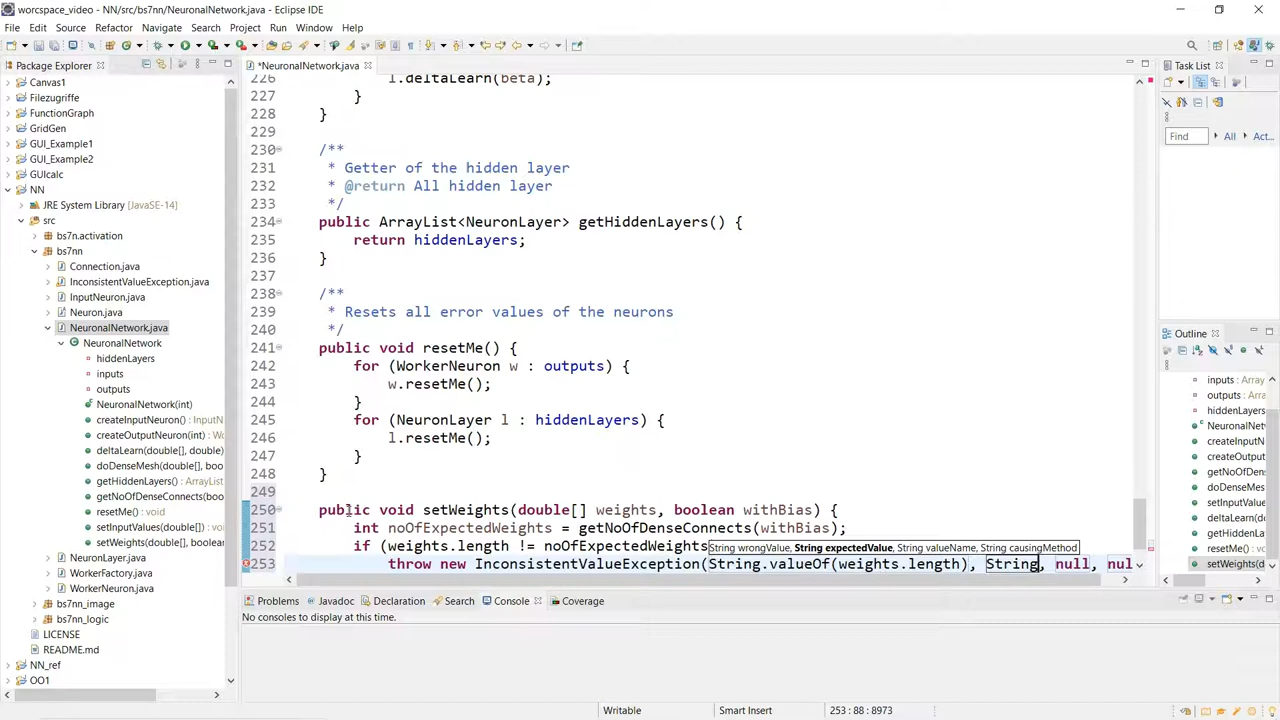 worcspace_video - NN/src/bs7nn/NeuronalNetwork.java - Eclipse IDE
File Edit Source Refactor Navigate Search Project Run Window Help
Package Explorer
*NeuronalNetwork.java
Task List
Canvas1
Filezugriffe
FunctionGraph
GridGen
GUI_Example1
GUI_Example2
GUIcalc
NN
JRE System Library [JavaSE-14]
src
bs7n.activation
bs7nn
Connection.java
InconsistentValueException.java
InputNeuron.java
Neuron.java
NeuronalNetwork.java
NeuronalNetwork
hiddenLayers
inputs
outputs
NeuronalNetwork(int)
createInputNeuron() : InputN
createOutputNeuron(int) : Wo
deltaLearn(double[], boo
doDenseMesh(double[], bo
getHiddenLayers() : ArrayList
getNoOfDenseConnects(boo
resetMe() : void
setInputValues(double[]) : vo
setWeights(double[], boolean
NeuronLayer.java
WorkerFactory.java
WorkerNeuron.java
bs7nn_image
bs7nn_logic
LICENSE
README.md
NN_ref
OO1
226 l.deltaLearn(beta);
227 }
228 }
229
230 /**
231 * Getter of the hidden layer
232 * @return All hidden layer
233 */
234 public ArrayList<NeuronLayer> getHiddenLayers() {
235 return hiddenLayers;
236 }
237
238 /**
239 * Resets all error values of the neurons
240 */
241 public void resetMe() {
242 for (WorkerNeuron w : outputs) {
243 w.resetMe();
244 }
245 for (NeuronLayer l : hiddenLayers) {
246 l.resetMe();
247 }
248 }
249
250 public void setWeights(double[] weights, boolean withBias) {
251 int noOfExpectedWeights = getNoOfDenseConnects(withBias);
252 if (weights.length != noOfExpectedWeights
String wrongValue, String expectedValue, String valueName, String causingMethod
253 throw new InconsistentValueException(String.valueOf(weights.length), String, null, nul
Find All Act...
Outline
inputs : Array
outputs : Arra
hiddenLayers
NeuronalNet
createInputN
createOutput
getNoOfDens
doDenseMesh
setInputValue
deltaLearn(do
getHiddenLay
resetMe() : vo
setWeights(d
Problems Javadoc Declaration Search Console Coverage
No consoles to display at this time.
Writable Smart Insert 253 : 88 : 8973